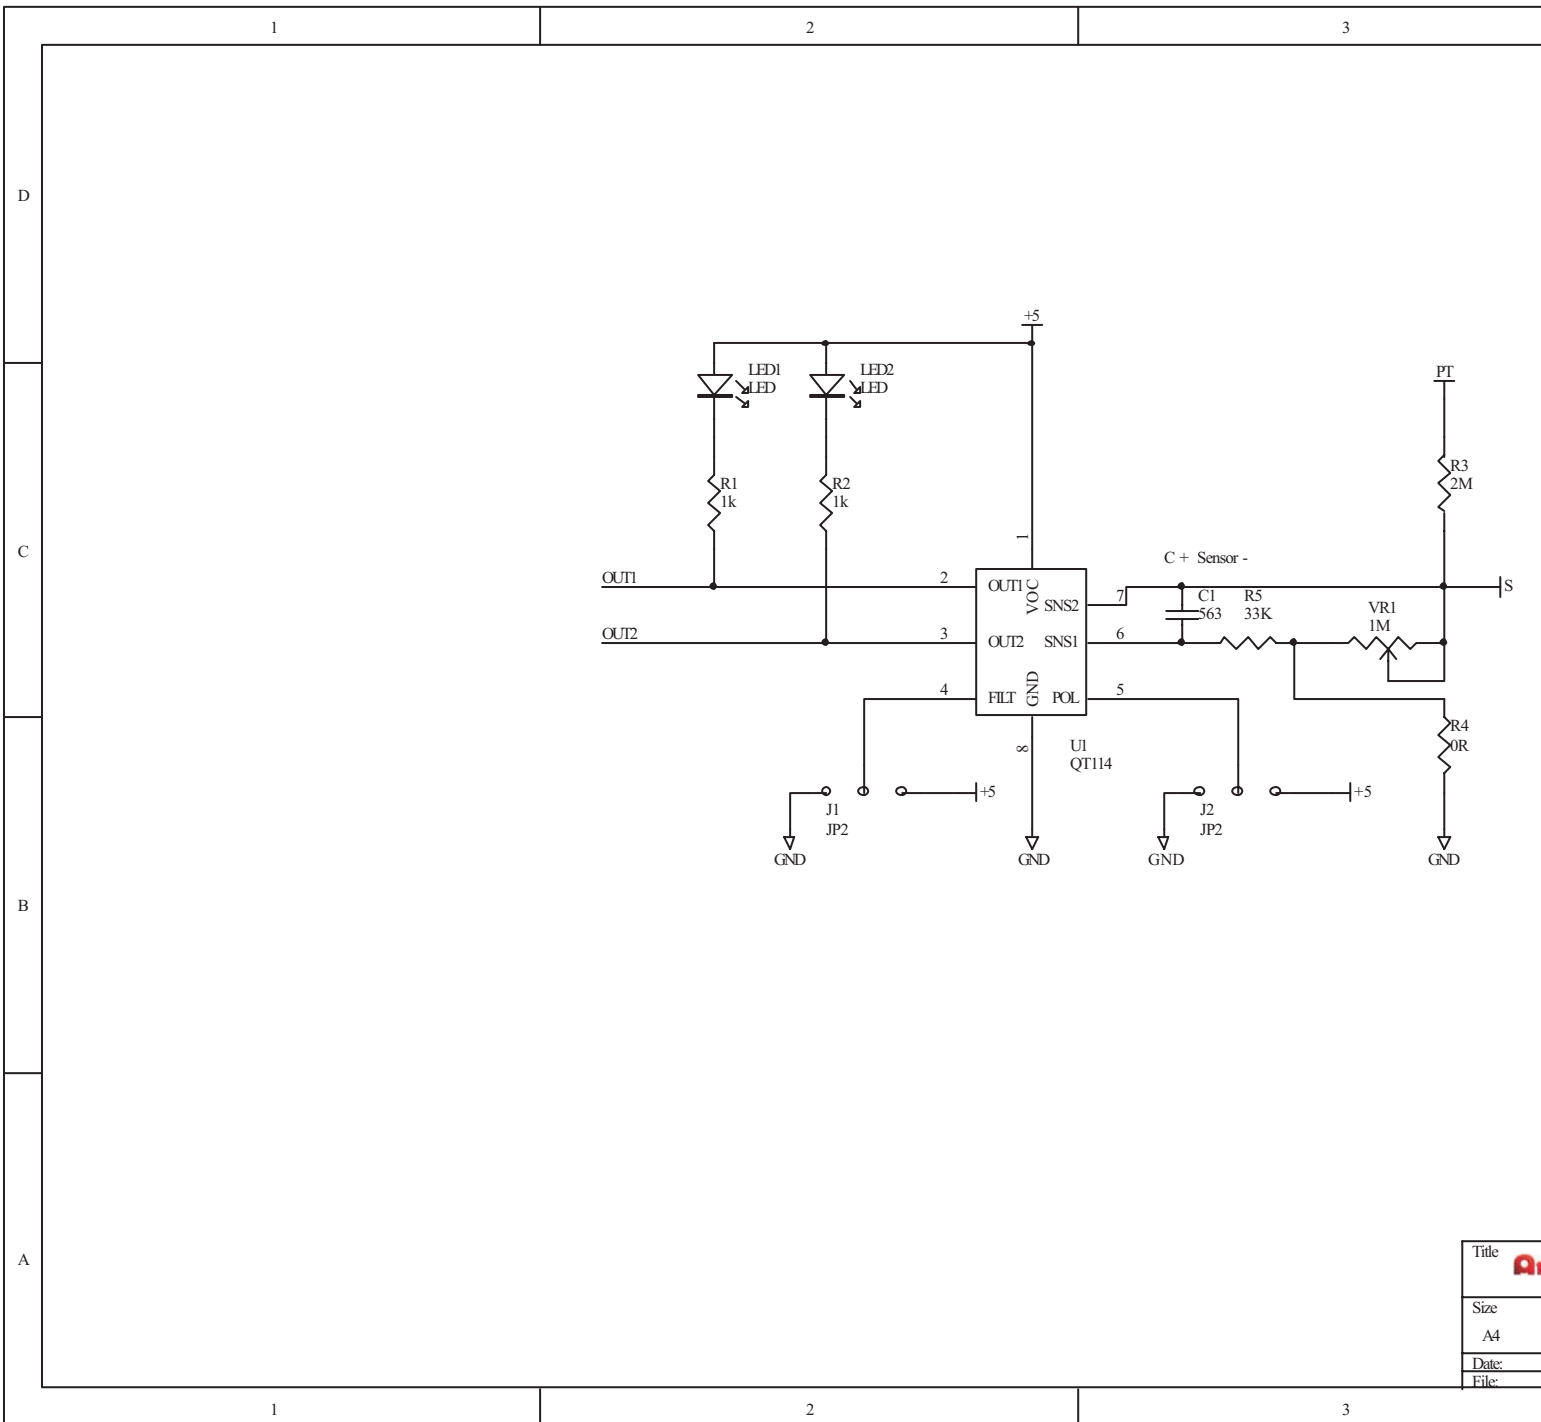 1 2 3
D
+5
LED1 LED2
LED LED
PT
R3
2M
R1 R2
1k 1k
1
C
C + Sensor -
OUT1 2 OUT1 VOC SNS2 7 C1 R5 S
563 33K VR1
1M
OUT2 3 OUT2 SNS1 6
4 FILT GND POL 5
R4
0R
8
U1
QT114
+5 +5
J1 J2
JP2 JP2
GND GND GND GND
B
A
Title
Size
A4
Date:
File:
1 2 3